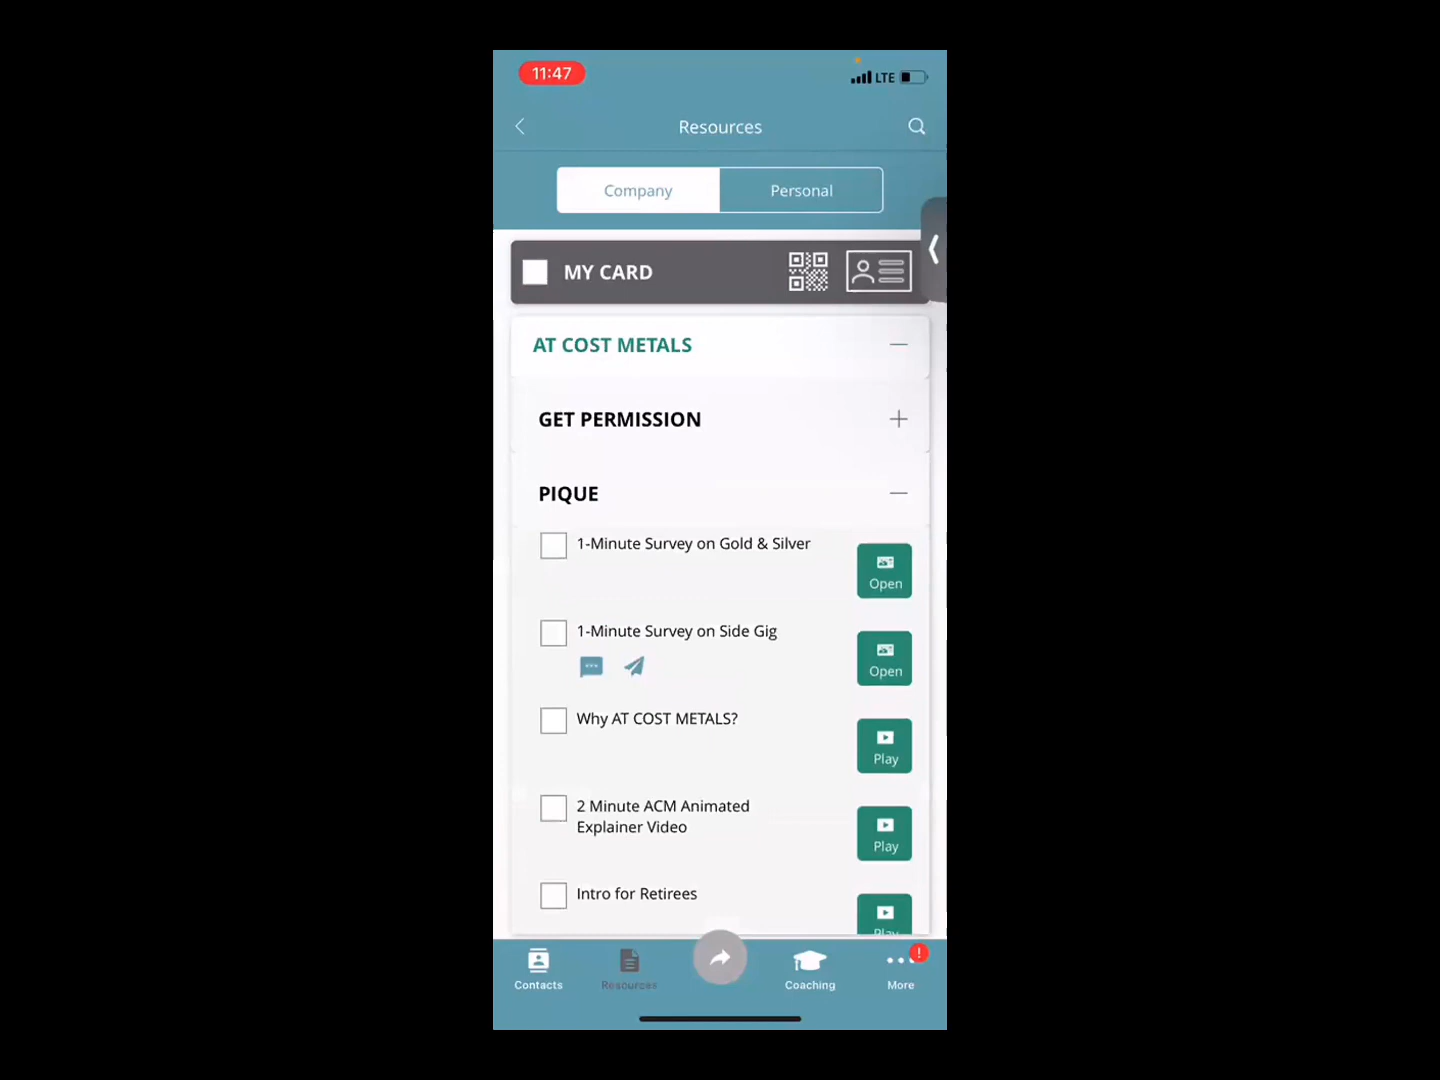 11:47
LTE
Resources
Company
Personal
MY CARD
AT COST METALS
GET PERMISSION
PIQUE
1-Minute Survey on Gold & Silver
Open
1-Minute Survey on Side Gig
Open
Why AT COST METALS?
Play
2 Minute ACM Animated
Explainer Video
Play
Intro for Retirees
Play
Contacts
Resources
Coaching
!
More